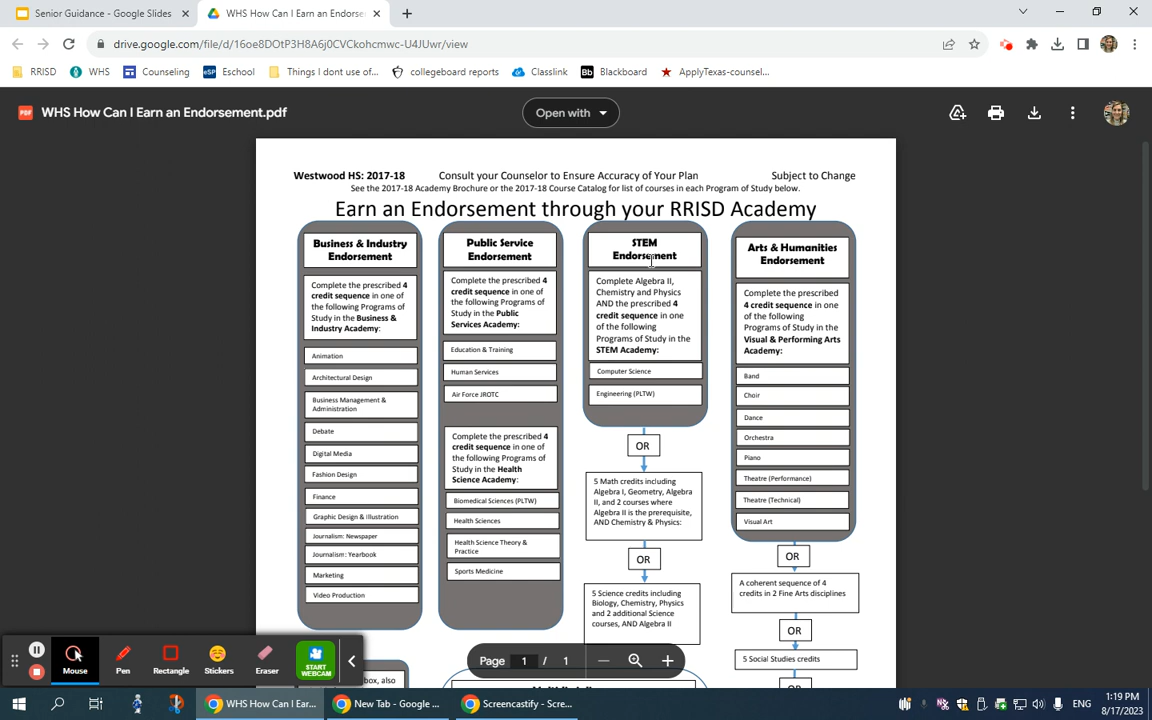 Senior Guidance - Google Slides
WHS How Can I Earn an Endorse
drive.google.com/file/d/16oe8DOtP3H8A6j0CVCkohcmwc-U4JUwr/view
RRISD
WHS
Counseling
eSP
Eschool
Things I dont use of...
collegeboard reports
Classlink
Bb
Blackboard
ApplyTexas-counsel...
PDF
WHS How Can I Earn an Endorsement.pdf
Open with
Westwood HS: 2017-18
Consult your Counselor to Ensure Accuracy of Your Plan
Subject to Change
See the 2017-18 Academy Brochure or the 2017-18 Course Catalog for list of courses in each Program of Study below.
Earn an Endorsement through your RRISD Academy
Business & Industry
Endorsement
Complete the prescribed 4
credit sequence in one of
the following Programs of
Study in the Business &
Industry Academy:
Animation
Architectural Design
Business Management &
Administration
Debate
Digital Media
Fashion Design
Finance
Graphic Design & Illustration
Journalism: Newspaper
Journalism: Yearbook
Marketing
Video Production
Public Service
Endorsement
Complete the prescribed 4
credit sequence in one of
the following Programs of
Study in the Public
Services Academy:
Education & Training
Human Services
Air Force JROTC
Complete the prescribed 4
credit sequence in one of
the following Programs of
Study in the Health
Science Academy:
Biomedical Sciences (PLTW)
Health Sciences
Health Science Theory &
Practice
Sports Medicine
STEM
Endorsement
Complete Algebra II,
Chemistry and Physics
AND the prescribed 4
credit sequence in one
of the following
Programs of Study in the
STEM Academy:
Computer Science
Engineering (PLTW)
OR
5 Math credits including
Algebra I, Geometry, Algebra
II, and 2 courses where
Algebra II is the prerequisite,
AND Chemistry & Physics:
OR
5 Science credits including
Biology, Chemistry, Physics
and 2 additional Science
courses, AND Algebra II
Arts & Humanities
Endorsement
Complete the prescribed
4 credit sequence in one
of the following
Programs of Study in the
Visual & Performing Arts
Academy:
Band
Choir
Dance
Orchestra
Piano
Theatre (Performance)
Theatre (Technical)
Visual Art
OR
A coherent sequence of 4
credits in 2 Fine Arts disciplines
OR
5 Social Studies credits
OR
box, also
Page 1 / 1
Mouse
Pen
Rectangle
Stickers
Eraser
START
WEBCAM
WHS How Can I Ear...
New Tab - Google ...
Screencastify - Scre...
ENG
1:19 PM
8/17/2023